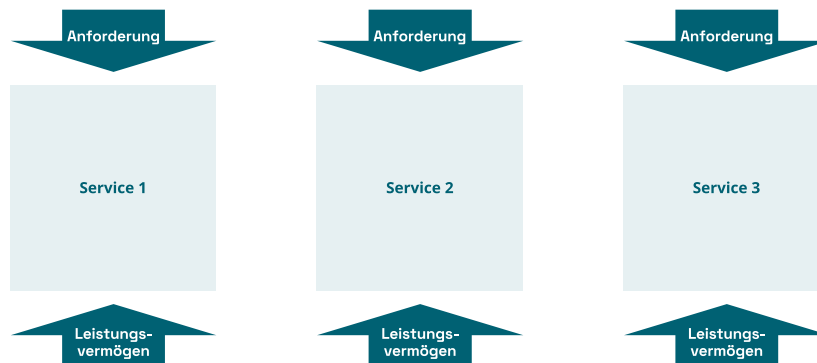 Anforderung
Anforderung
Anforderung
Service 1
Service 2
Service 3
Leistungs-
vermögen
Leistungs-
vermögen
Leistungs-
vermögen